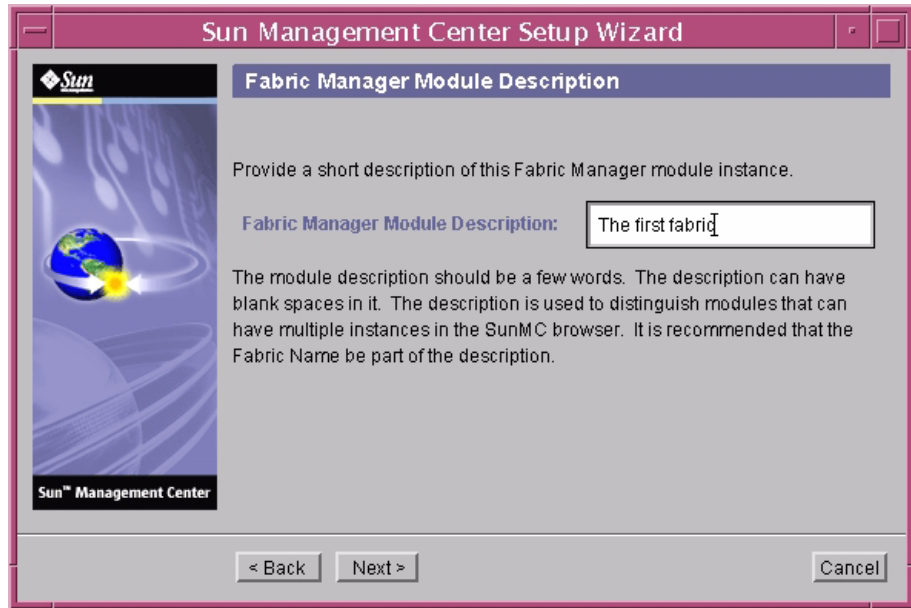 Sun Management Center Setup Wizard
Sun
Fabric Manager Module Description
Provide a short description of this Fabric Manager module instance.
Fabric Manager Module Description: The first fabric
The module description should be a few words. The description can have
blank spaces in it. The description is used to distinguish modules that can
have multiple instances in the SunMC browser. It is recommended that the
Fabric Name be part of the description.
Sun™ Management Center
< Back Next > Cancel